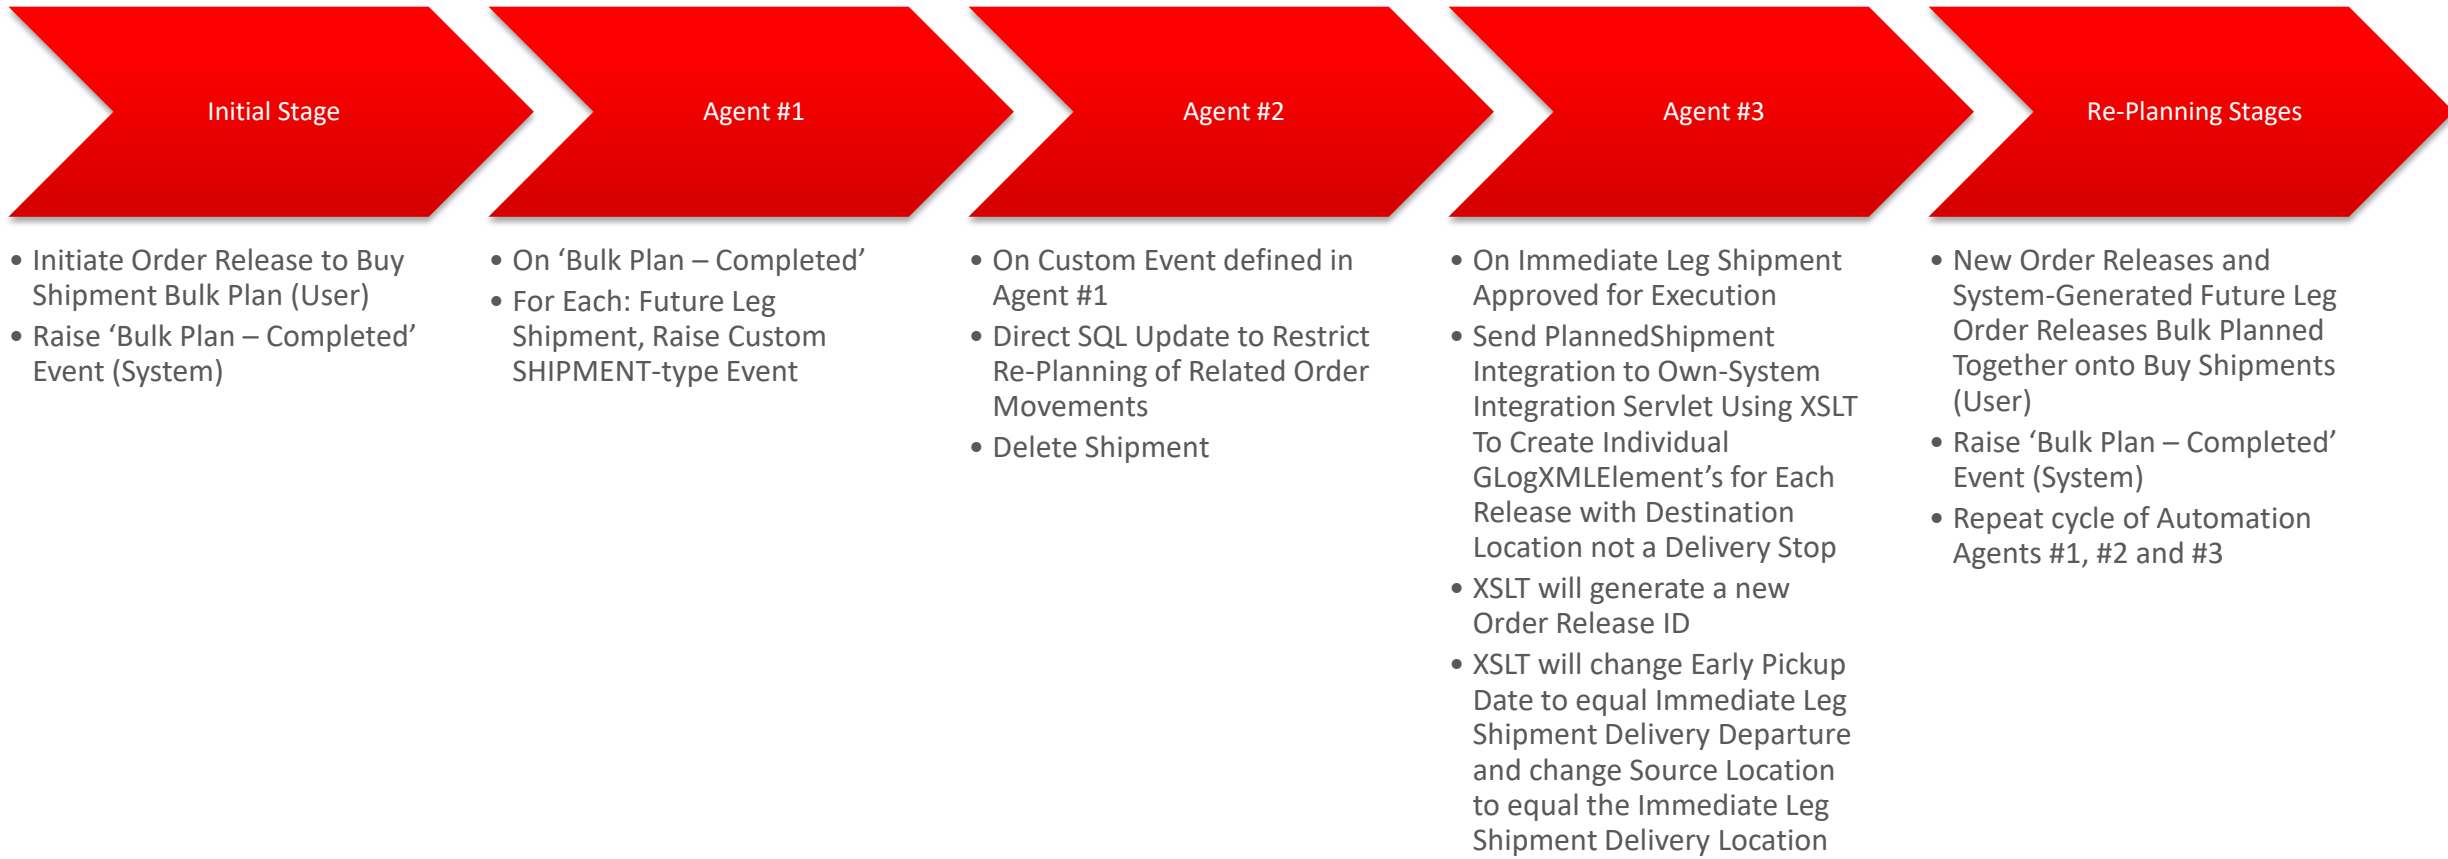 Initial Stage
• Initiate Order Release to Buy
Shipment Bulk Plan (User)
• Raise ‘Bulk Plan – Completed’
Event (System)
Agent #1
• On ‘Bulk Plan – Completed’
• For Each: Future Leg
Shipment, Raise Custom
SHIPMENT-type Event
Agent #2
• On Custom Event defined in
Agent #1
• Direct SQL Update to Restrict
Re-Planning of Related Order
Movements
• Delete Shipment
Agent #3
• On Immediate Leg Shipment
Approved for Execution
• Send PlannedShipment
Integration to Own-System
Integration Servlet Using XSLT
To Create Individual
GLogXMLElement’s for Each
Release with Destination
Location not a Delivery Stop
• XSLT will generate a new
Order Release ID
• XSLT will change Early Pickup
Date to equal Immediate Leg
Shipment Delivery Departure
and change Source Location
to equal the Immediate Leg
Shipment Delivery Location
Re-Planning Stages
• New Order Releases and
System-Generated Future Leg
Order Releases Bulk Planned
Together onto Buy Shipments
(User)
• Raise ‘Bulk Plan – Completed’
Event (System)
• Repeat cycle of Automation
Agents #1, #2 and #3